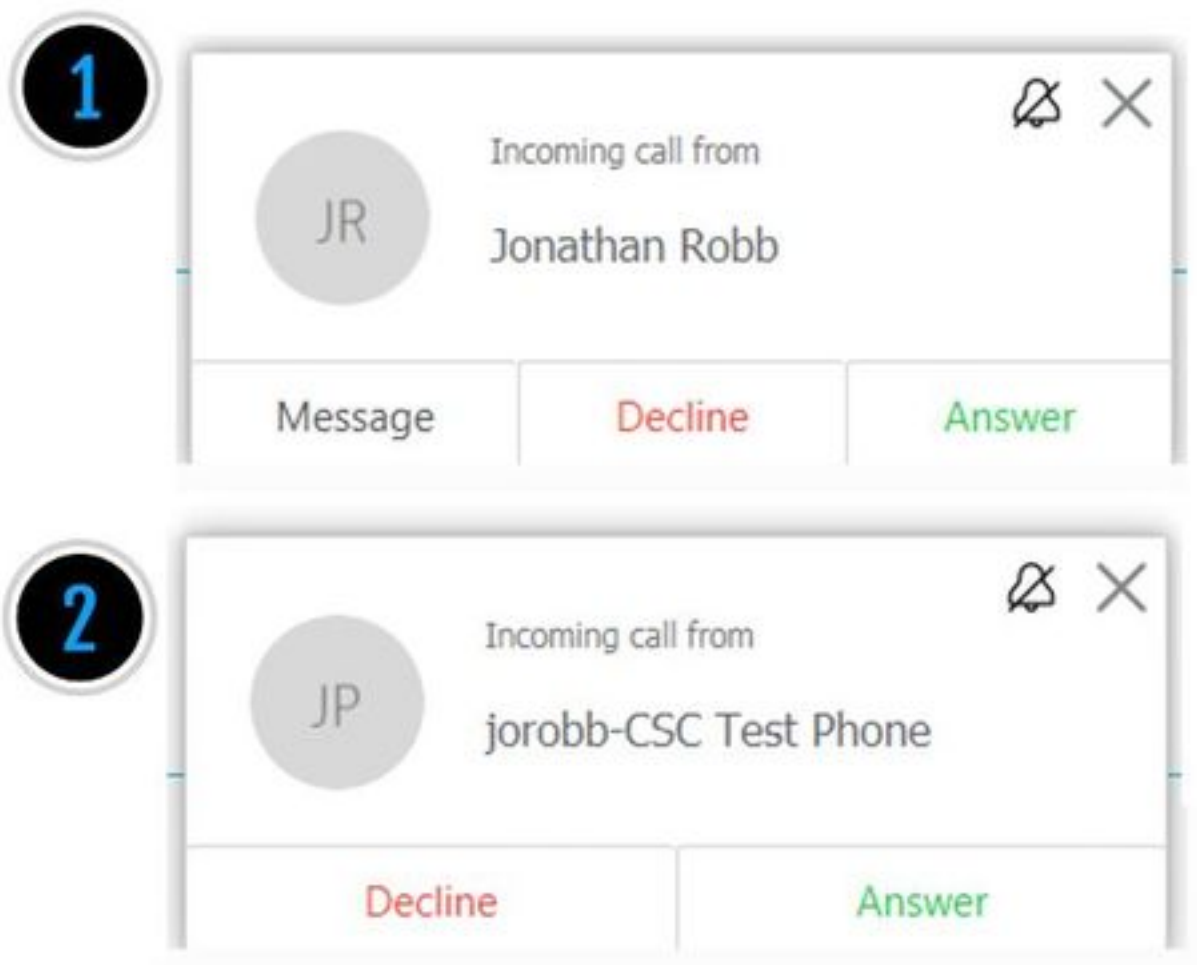 1
Incoming call from
JR
Jonathan Robb
Message Decline Answer
2
Incoming call from
JP
jorobb-CSC Test Phone
Decline Answer